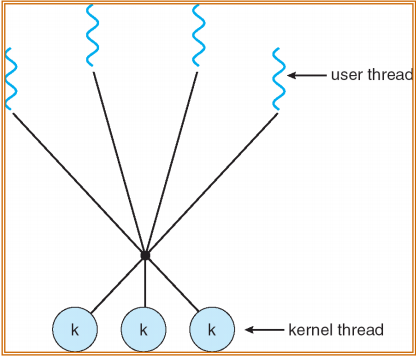 user thread
k k k
kernel thread